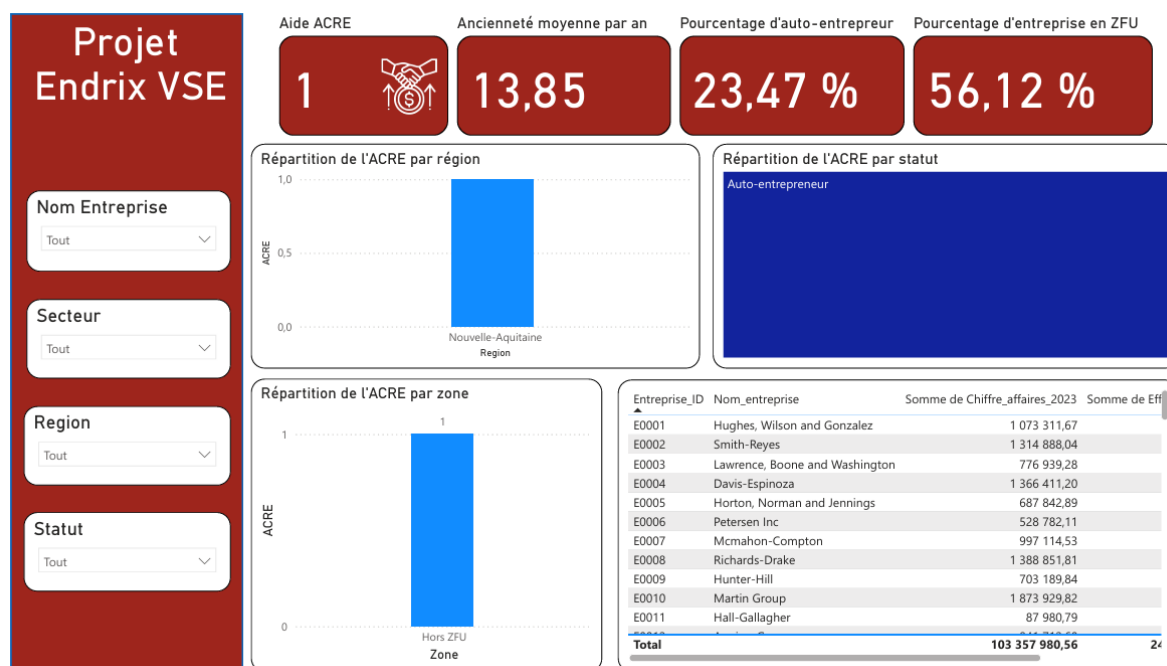 Projet
Endrix VSE
Nom Entreprise
Tout
Secteur
Tout
Region
Tout
Statut
Tout
Aide ACRE
1
Ancienneté moyenne par an
13,85
Pourcentage d'auto-entrepreur
23,47 %
Pourcentage d'entreprise en ZFU
56,12 %
Répartition de l'ACRE par région
1,0
0,5
0,0
ACRE
Nouvelle-Aquitaine
Region
Répartition de l'ACRE par statut
Auto-entrepreneur
Répartition de l'ACRE par zone
1
1
0
ACRE
Hors ZFU
Zone
Entreprise_ID Nom_entreprise Somme de Chiffre_affaires_2023 Somme de Eff
E0001 Hughes, Wilson and Gonzalez 1 073 311,67
E0002 Smith-Reyes 1 314 888,04
E0003 Lawrence, Boone and Washington 776 939,28
E0004 Davis-Espinoza 1 366 411,20
E0005 Horton, Norman and Jennings 687 842,89
E0006 Petersen Inc 528 782,11
E0007 Mcmahon-Compton 997 114,53
E0008 Richards-Drake 1 388 851,81
E0009 Hunter-Hill 703 189,84
E0010 Martin Group 1 873 929,82
E0011 Hall-Gallagher 87 980,79
Total 103 357 980,56 24